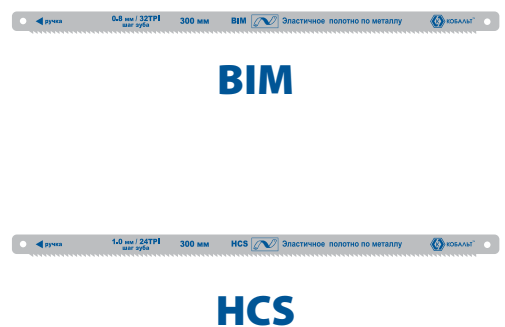 ручка 0.8 мм / 32TPI 300 мм BIM Эластичное полотно по металлу КОБАЛЬТ
шаг зуба
BIM
ручка 1.0 мм / 24TPI 300 мм HCS Эластичное полотно по металлу КОБАЛЬТ
шаг зуба
HCS